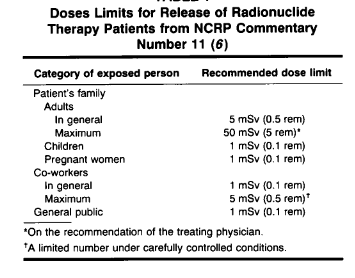 Doses Limits for Release of Radionuclide
Therapy Patients from NCRP Commentary
Number 11 (6)
Category of exposed person Recommended dose limit
Patient's family
Adults
In general 5 mSv (0.5 rem)
Maximum 50 mSv (5 rem)*
Children 1 mSv (0.1 rem)
Pregnant women 1 mSv (0.1 rem)
Co-workers
In general 1 mSv (0.1 rem)
Maximum 5 mSv (0.5 rem)†
General public 1 mSv (0.1 rem)
*On the recommendation of the treating physician.
†A limited number under carefully controlled conditions.